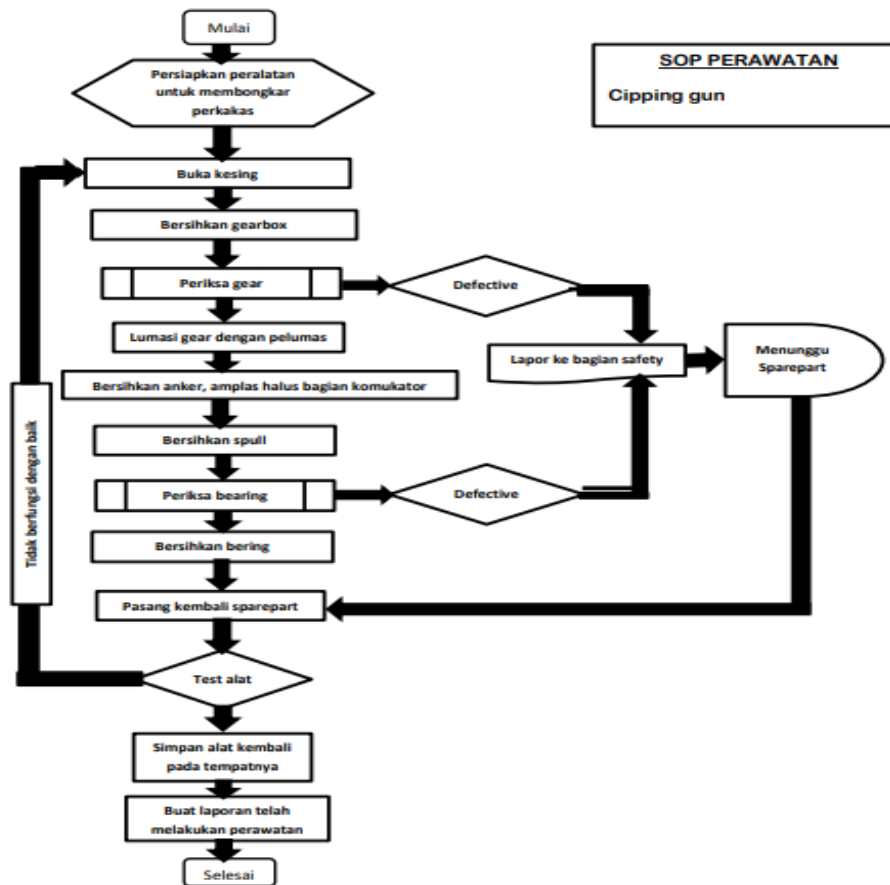 Mulai
SOP PERAWATAN
Cipping gun
Persiapkan peralatan
untuk membongkar
perkakas
Buka kesing
Bersihkan gearbox
Periksa gear
Defective
Lumasi gear dengan pelumas
Lapor ke bagian safety
Menunggu
Sparepart
Bersihkan anker, amplas halus bagian komukator
Bersihkan spull
Periksa bearing
Defective
Tidak berfungsi dengan baik
Bersihkan bering
Pasang kembali sparepart
Test alat
Simpan alat kembali
pada tempatnya
Buat laporan telah
melakukan perawatan
Selesai